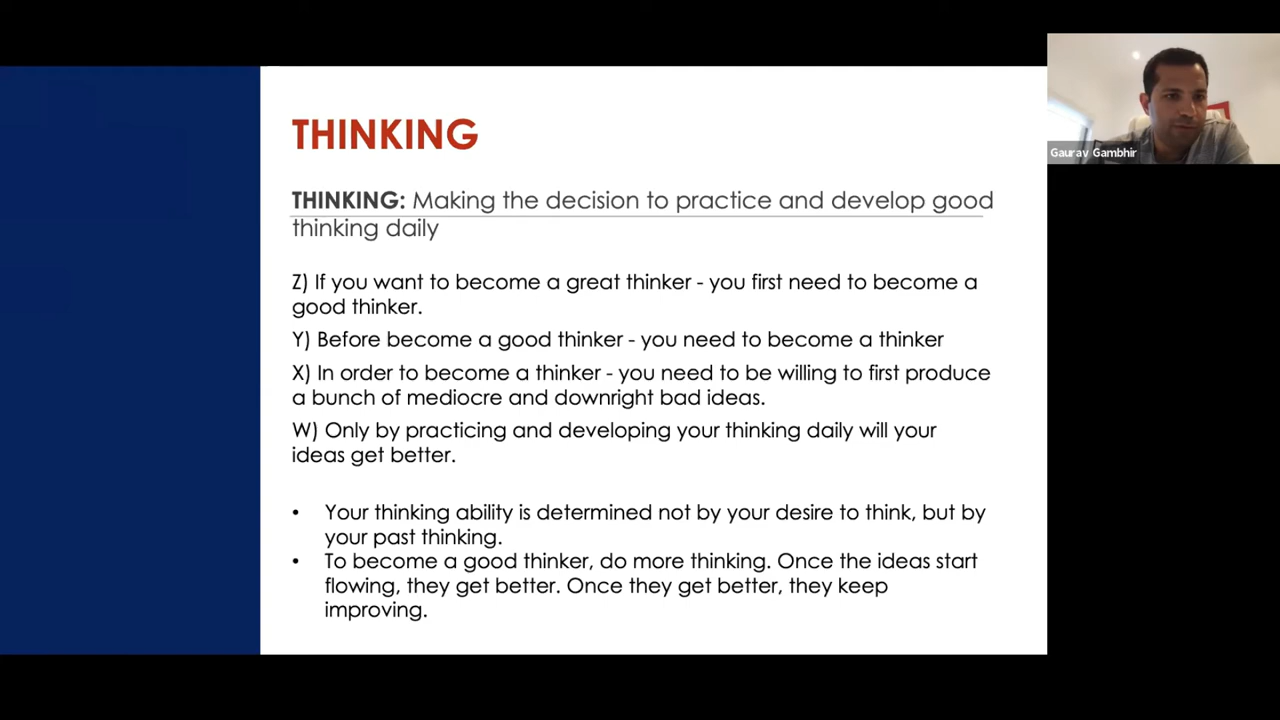 THINKING
THINKING: Making the decision to practice and develop good
thinking daily
Z) If you want to become a great thinker - you first need to become a
good thinker.
Y) Before become a good thinker - you need to become a thinker
X) In order to become a thinker - you need to be willing to first produce
a bunch of mediocre and downright bad ideas.
W) Only by practicing and developing your thinking daily will your
ideas get better.
• Your thinking ability is determined not by your desire to think, but by
your past thinking.
• To become a good thinker, do more thinking. Once the ideas start
flowing, they get better. Once they get better, they keep
improving.
Gaurav Gambhir